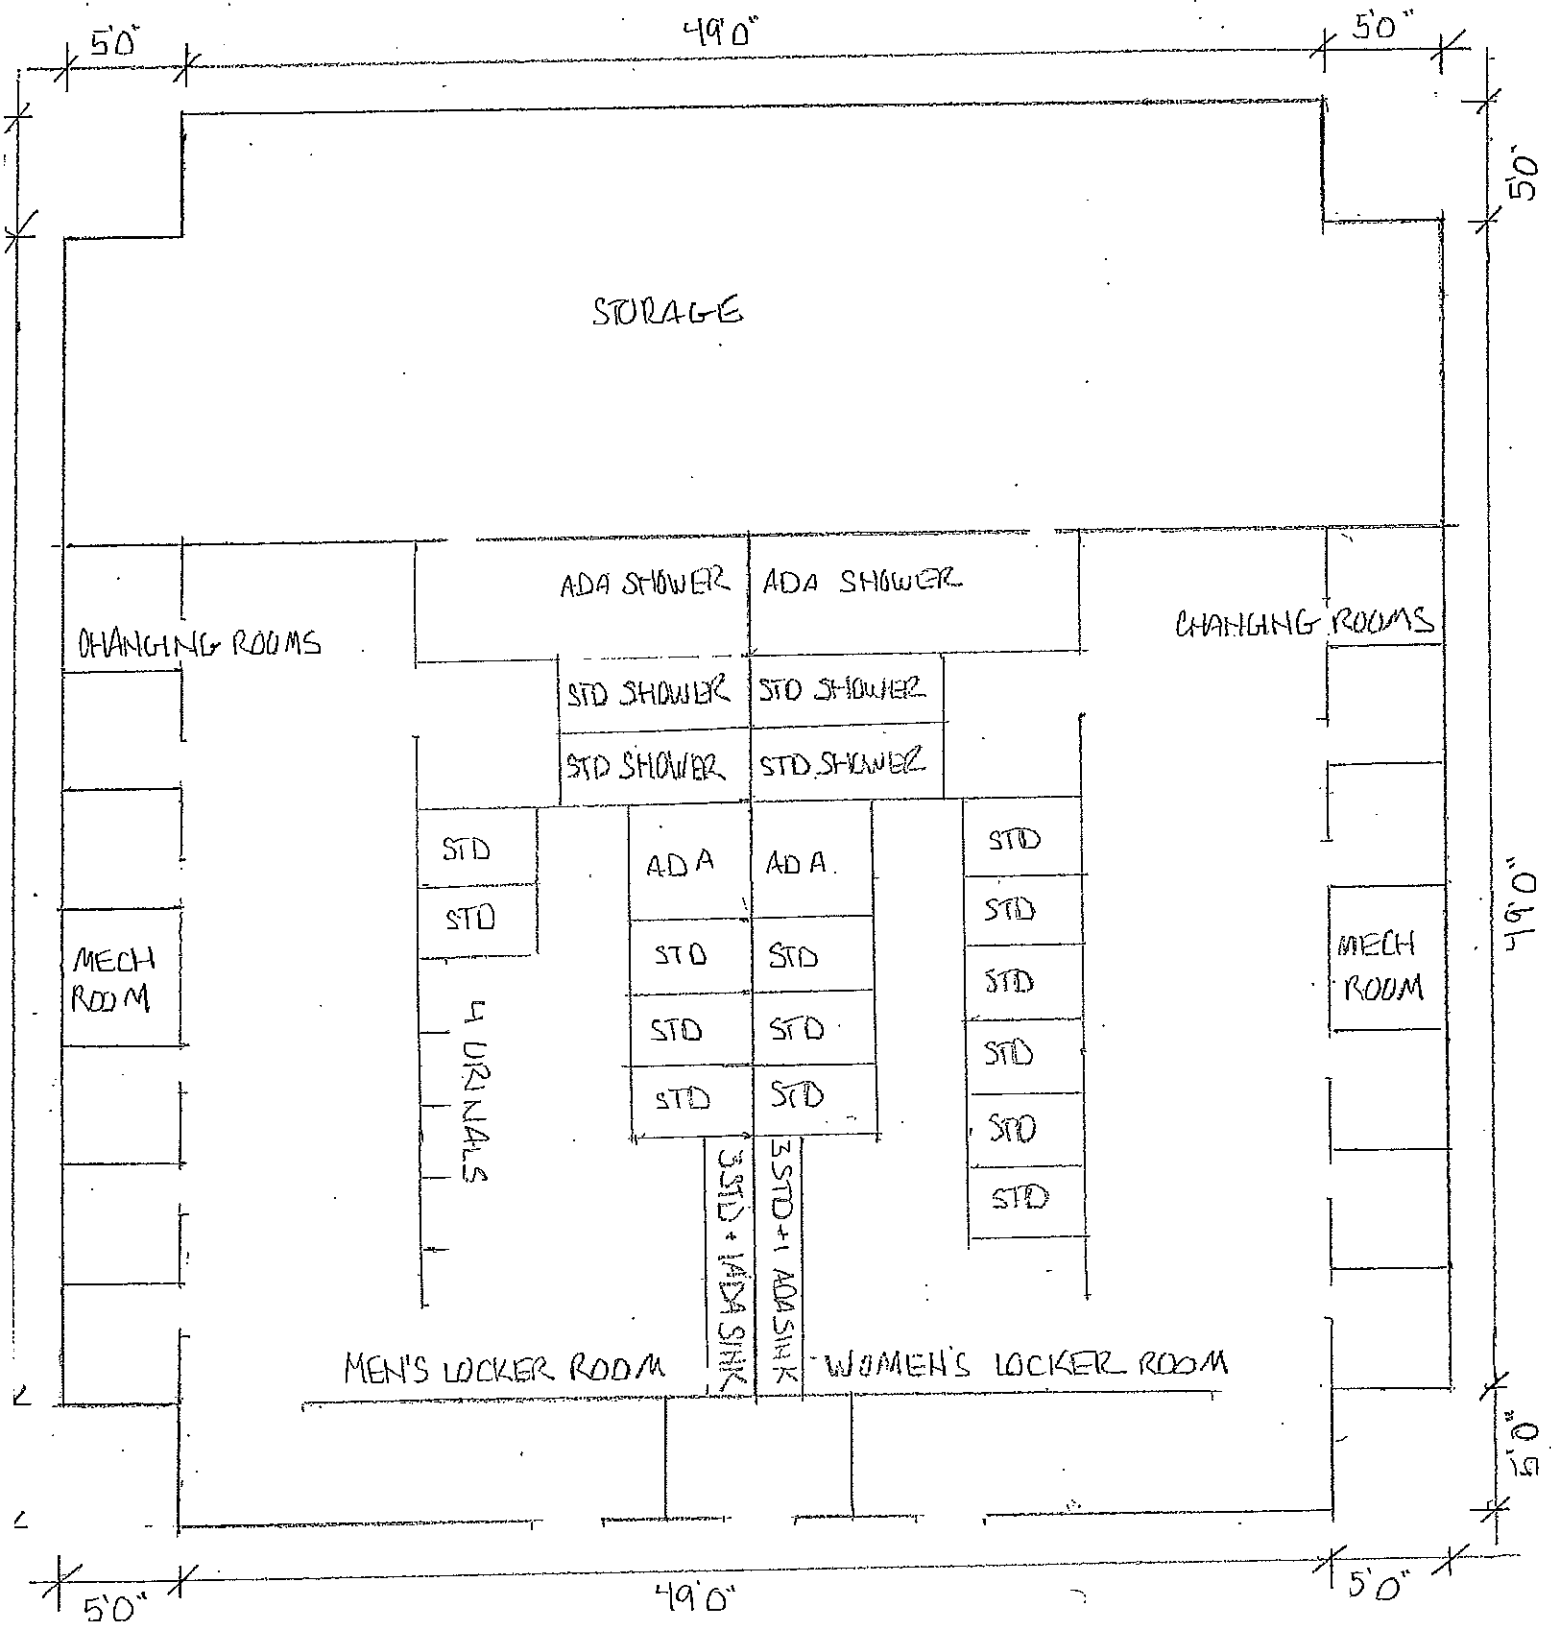 5'0"
49'0"
5'0"
5'0"
STORAGE
ADA SHOWER
ADA SHOWER
CHANGING ROOMS
CHANGING ROOMS
STD SHOWER
STD SHOWER
STD SHOWER
STD SHOWER
STD
ADA
ADA
STD
STD
STD
STD
STD
MECH
ROOM
STD
MECH
ROOM
4 URINALS
STD
STD
STD
STD
STD
STD
STD
3 STD + 1 ADA SINK
3 STD + 1 ADA SINK
49'0"
MEN'S LOCKER ROOM
WOMEN'S LOCKER ROOM
5'0"
5'0"
49'0"
5'0"